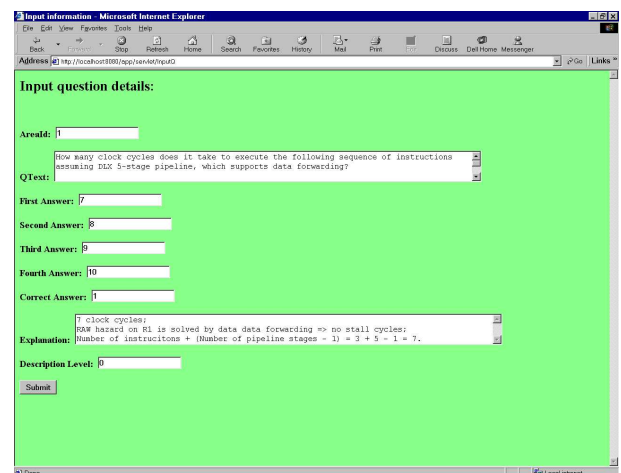 Input information - Microsoft Internet Explorer
File Edit View Favorites Tools Help
Back Forward Stop Refresh Home Search Favorites History Mail Print Edit Discuss Dell Home Messenger
Address http://localhost:8080/app/servlet/InputQ Go Links »
Input question details:
AreaId: 1
How many clock cycles does it take to execute the following sequence of instructions
assuming DLX 5-stage pipeline, which supports data forwarding?
QText:
First Answer: 7
Second Answer: 8
Third Answer: 9
Fourth Answer: 10
Correct Answer: 1
7 clock cycles;
RAW hazard on R1 is solved by data data forwarding => no stall cycles;
Explanation: Number of instrucitons + (Number of pipeline stages - 1) = 3 + 5 - 1 = 7.
Description Level: 0
Submit
Done Local intranet